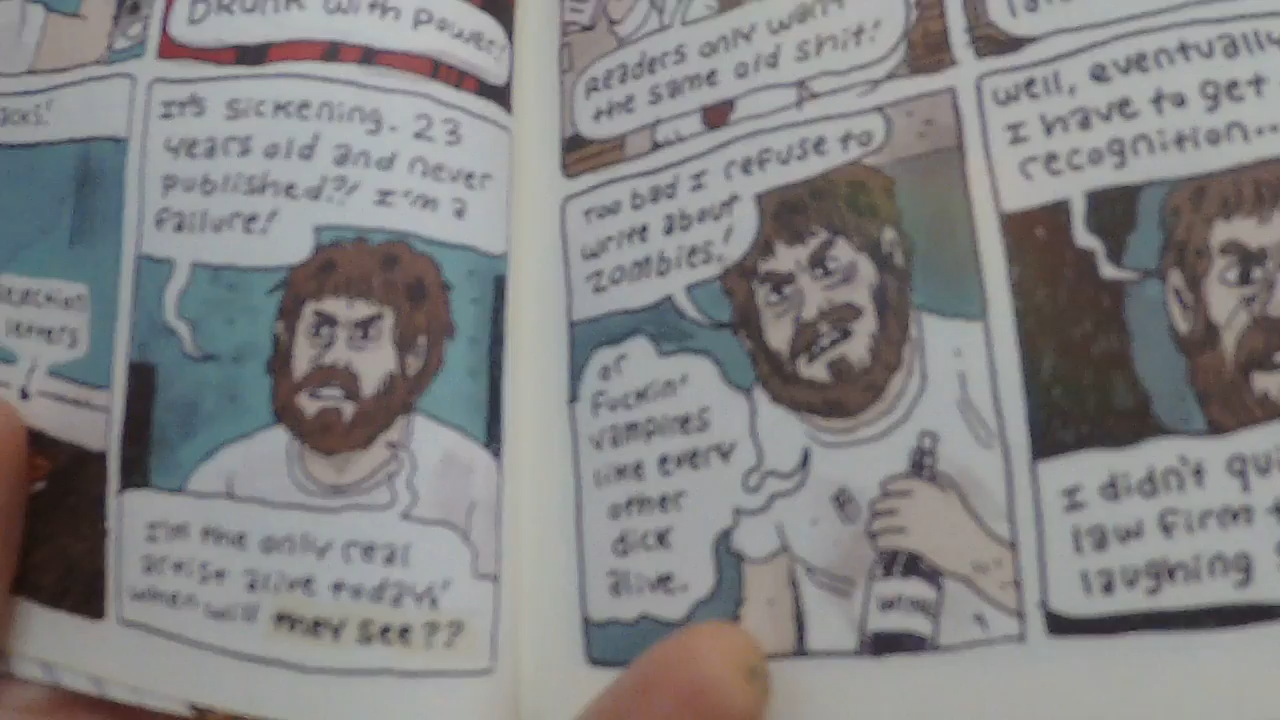 DRUNK with power!
It's sickening. 23
years old and never
published?! I'm a
failure!
I'm the only real
artist alive today!
when will they see??
letters
Readers only want
the same old shit!
Too bad I refuse to
write about
zombies!
or
fuckin'
vampires
like every
other
dick
alive.
wine
well, eventually
I have to get
recognition...
I didn't
law firm
laughing